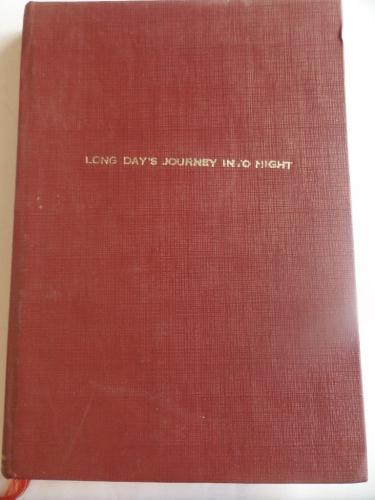 LONG DAY'S JOURNEY INTO NIGHT